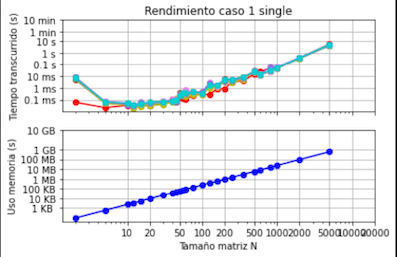 Rendimiento caso 1 single
Tiempo transcurrido (s)
10 min
1 min
10 s
1 s
0.1 s
10 ms
1 ms
0.1 ms
Uso memoria (s)
10 GB
1 GB
100 MB
10 MB
1 MB
100 KB
10 KB
1 KB
10 20 50 100 200 500 1000 2000 5000 10000 20000
Tamaño matriz N